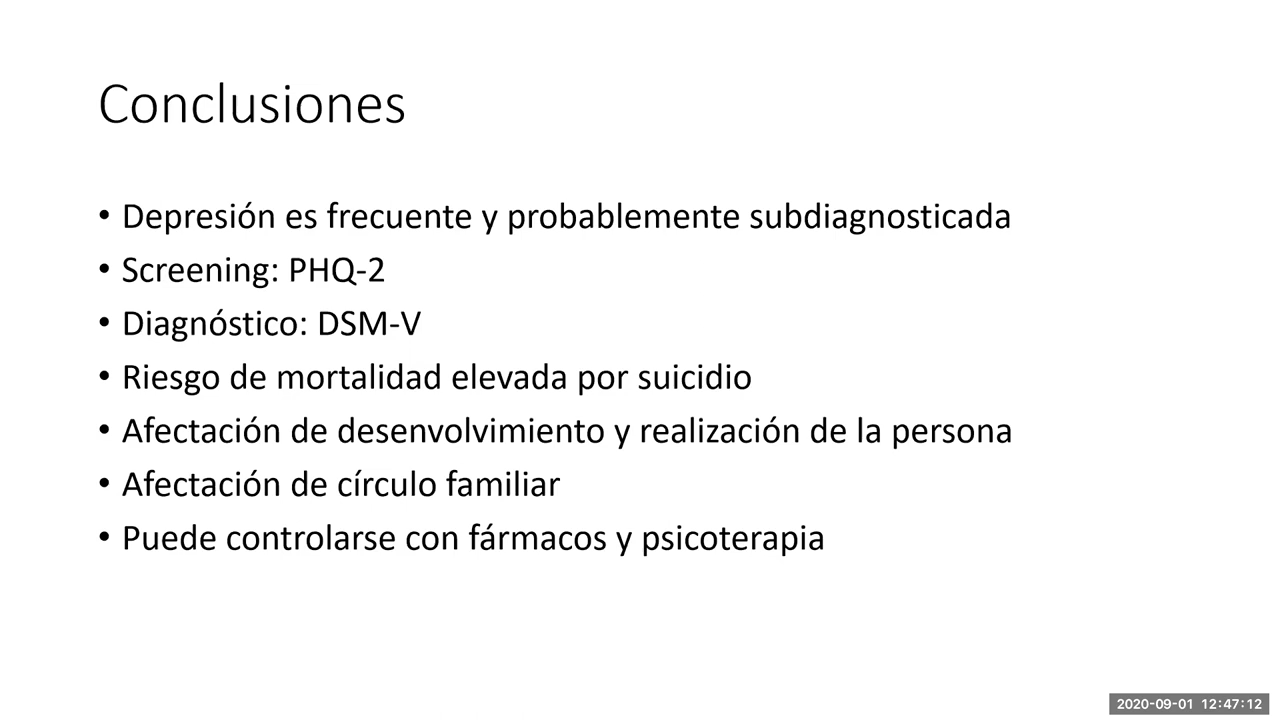 Conclusiones
• Depresión es frecuente y probablemente subdiagnosticada
• Screening: PHQ-2
• Diagnóstico: DSM-V
• Riesgo de mortalidad elevada por suicidio
• Afectación de desenvolvimiento y realización de la persona
• Afectación de círculo familiar
• Puede controlarse con fármacos y psicoterapia
2020-09-01 12:47:12